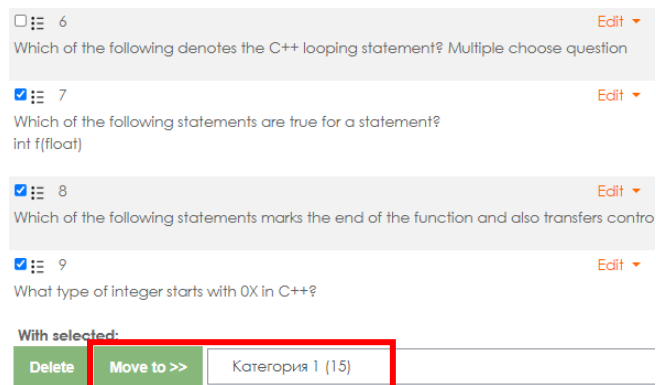 6 Edit
Which of the following denotes the C++ looping statement? Multiple choose question
7 Edit
Which of the following statements are true for a statement?
int f(float)
8 Edit
Which of the following statements marks the end of the function and also transfers contro
9 Edit
What type of integer starts with 0X in C++?
With selected:
Delete Move to >> Категория 1 (15)